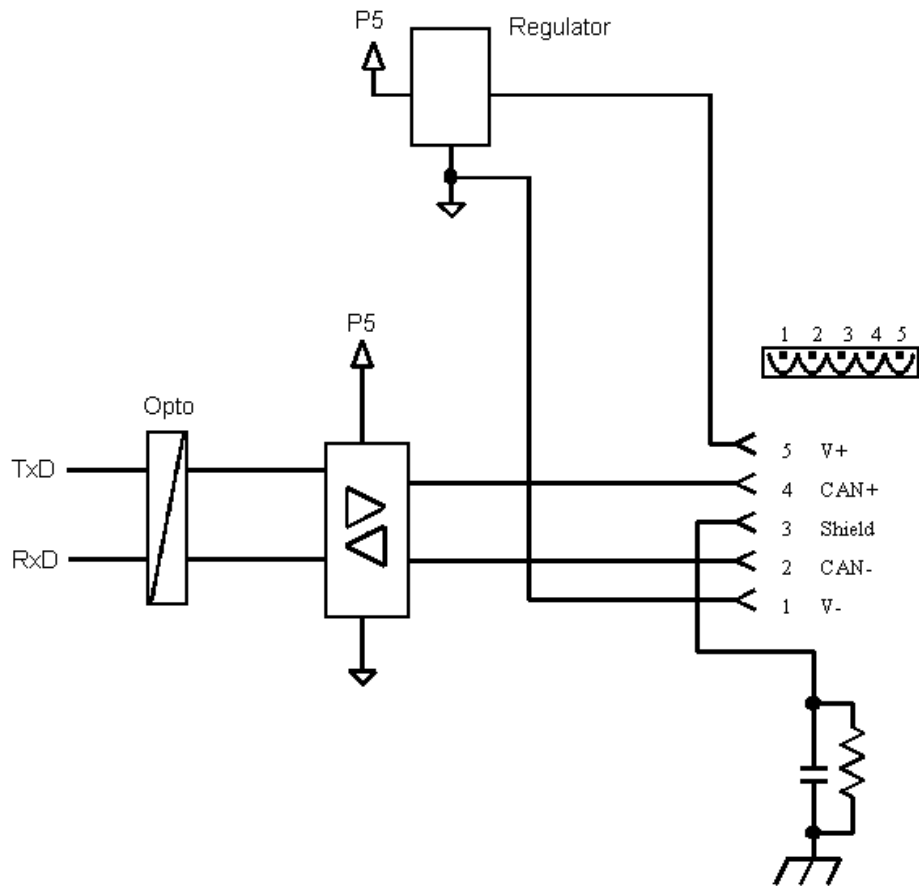 P5
Regulator
P5
1 2 3 4 5
Opto
5 V+
TxD
4 CAN+
3 Shield
RxD
2 CAN-
1 V-